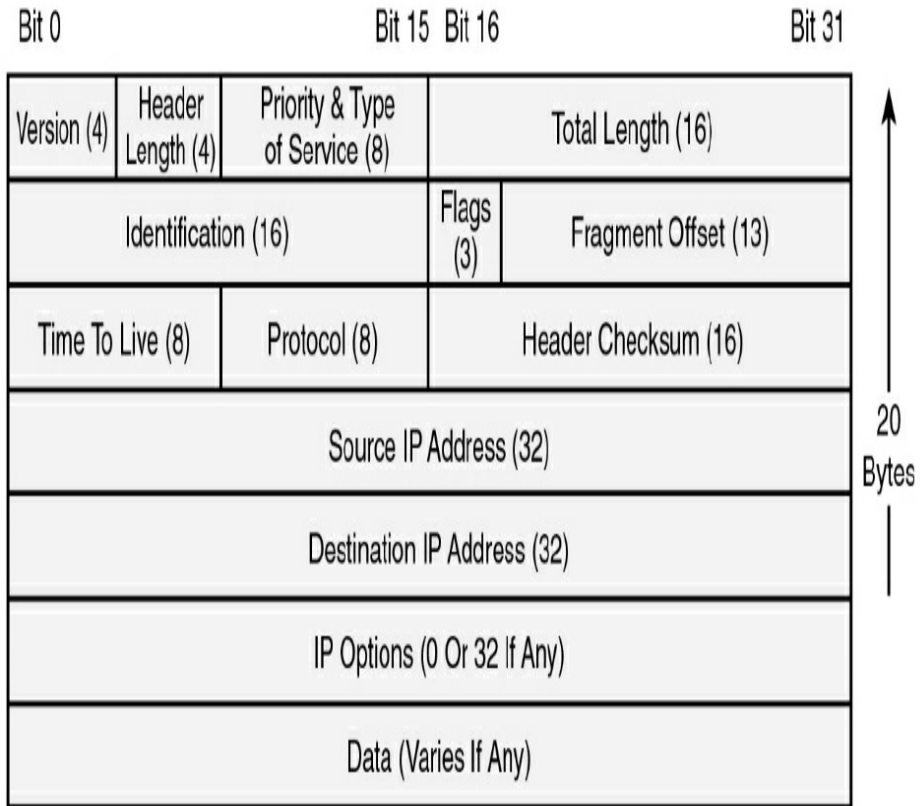 Bit 0 Bit 15 Bit 16 Bit 31
Version (4)
Header
Length (4)
Priority & Type
of Service (8)
Total Length (16)
Identification (16)
Flags
(3)
Fragment Offset (13)
Time To Live (8)
Protocol (8)
Header Checksum (16)
Source IP Address (32)
20
Bytes
Destination IP Address (32)
IP Options (0 Or 32 If Any)
Data (Varies If Any)